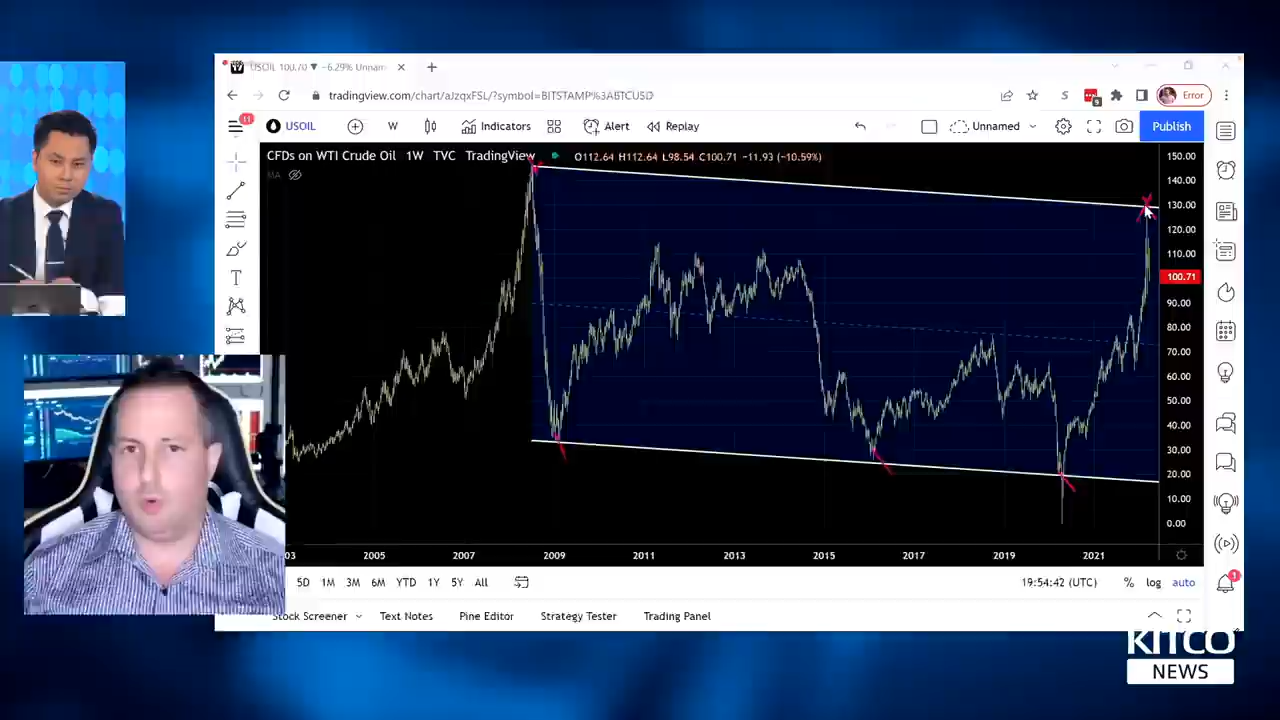 USOIL 100.70 ▼ −6.29% Unnam
tradingview.com/chart/aJzqxFSL/?symbol=BITSTAMP%3ABTCUSD
Error
11
USOIL
W
Indicators
Alert
Replay
Unnamed
Publish
CFDs on WTI Crude Oil 1W TVC TradingView
O112.64 H112.64 L98.54 C100.71 −11.93 (−10.59%)
MA
150.00
140.00
130.00
120.00
110.00
100.71
90.00
80.00
70.00
60.00
50.00
40.00
30.00
20.00
10.00
0.00
03 2005 2007 2009 2011 2013 2015 2017 2019 2021
5D 1M 3M 6M YTD 1Y 5Y All
19:54:42 (UTC) % log auto
1
Stock Screener Text Notes Pine Editor Strategy Tester Trading Panel
KITCO
NEWS